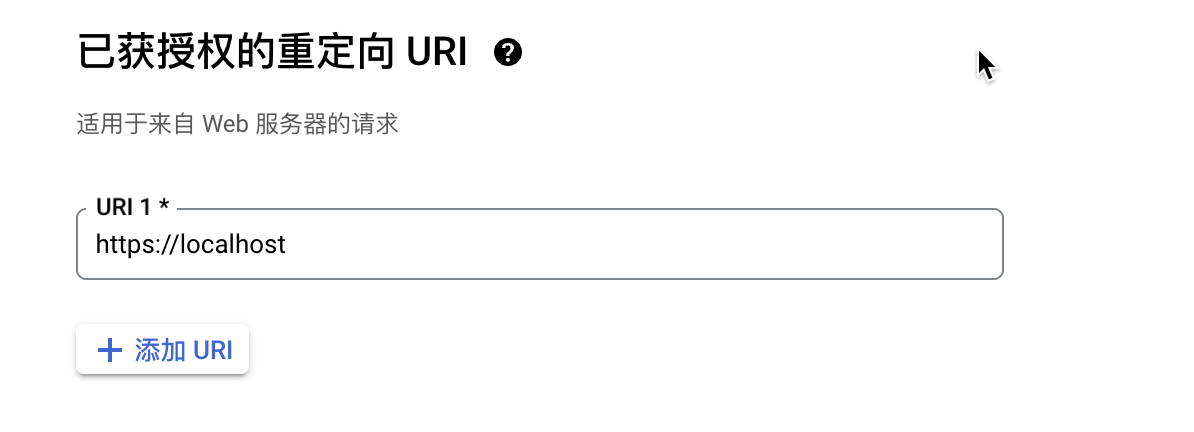 已获授权的重定向 URI
适用于来自 Web 服务器的请求
URI 1 *
https://localhost
添加 URI